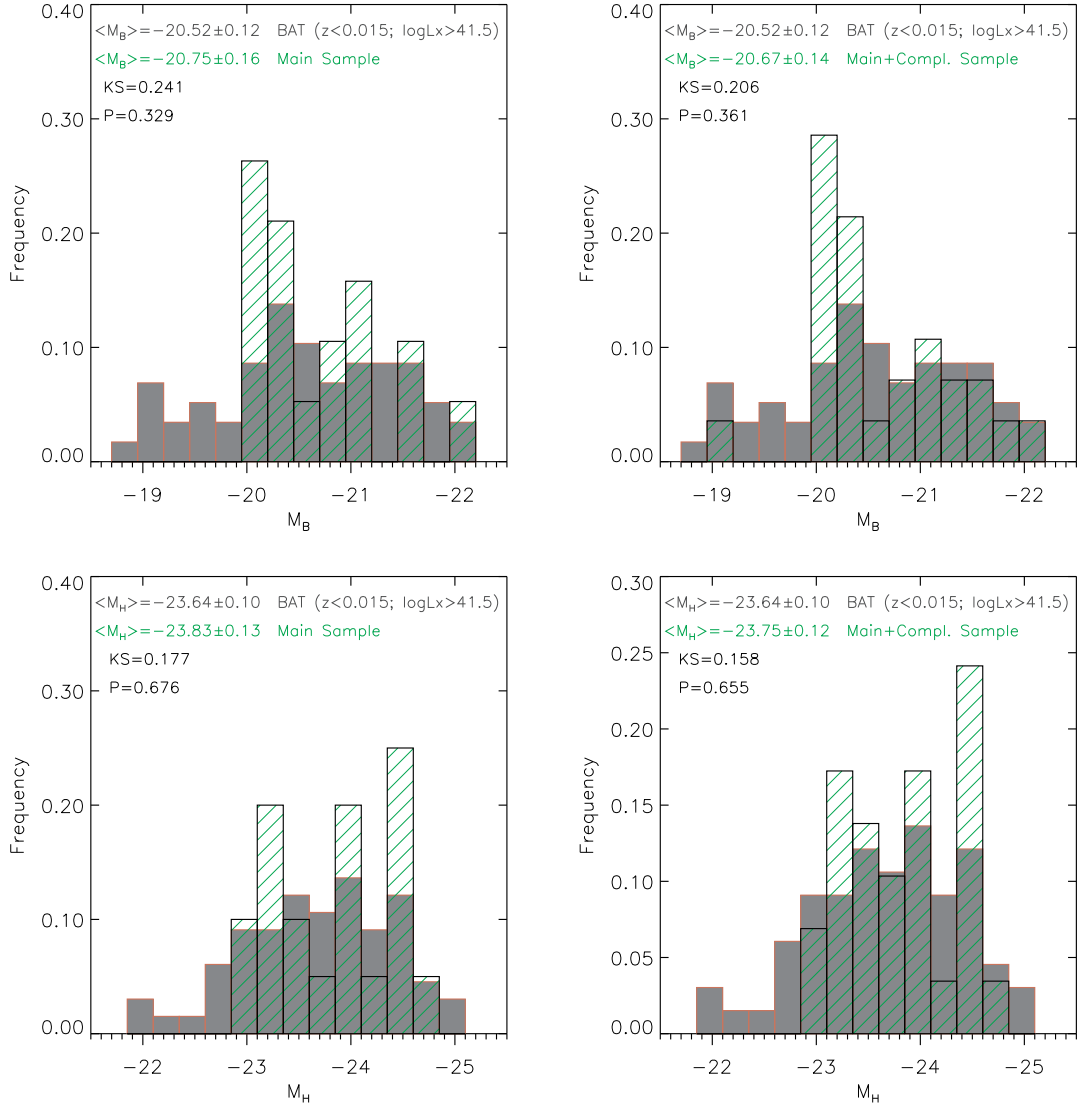 <M_B>=−20.52±0.12 BAT (z<0.015; logLx>41.5)
<M_B>=−20.75±0.16 Main Sample
KS=0.241
P=0.329
0.40
0.30
0.20
0.10
0.00
Frequency
−19 −20 −21 −22
M_B
<M_B>=−20.52±0.12 BAT (z<0.015; logLx>41.5)
<M_B>=−20.67±0.14 Main+Compl. Sample
KS=0.206
P=0.361
0.40
0.30
0.20
0.10
0.00
Frequency
−19 −20 −21 −22
M_B
<M_H>=−23.64±0.10 BAT (z<0.015; logLx>41.5)
<M_H>=−23.83±0.13 Main Sample
KS=0.177
P=0.676
0.40
0.30
0.20
0.10
0.00
Frequency
−22 −23 −24 −25
M_H
<M_H>=−23.64±0.10 BAT (z<0.015; logLx>41.5)
<M_H>=−23.75±0.12 Main+Compl. Sample
KS=0.158
P=0.655
0.30
0.25
0.20
0.15
0.10
0.05
0.00
Frequency
−22 −23 −24 −25
M_H